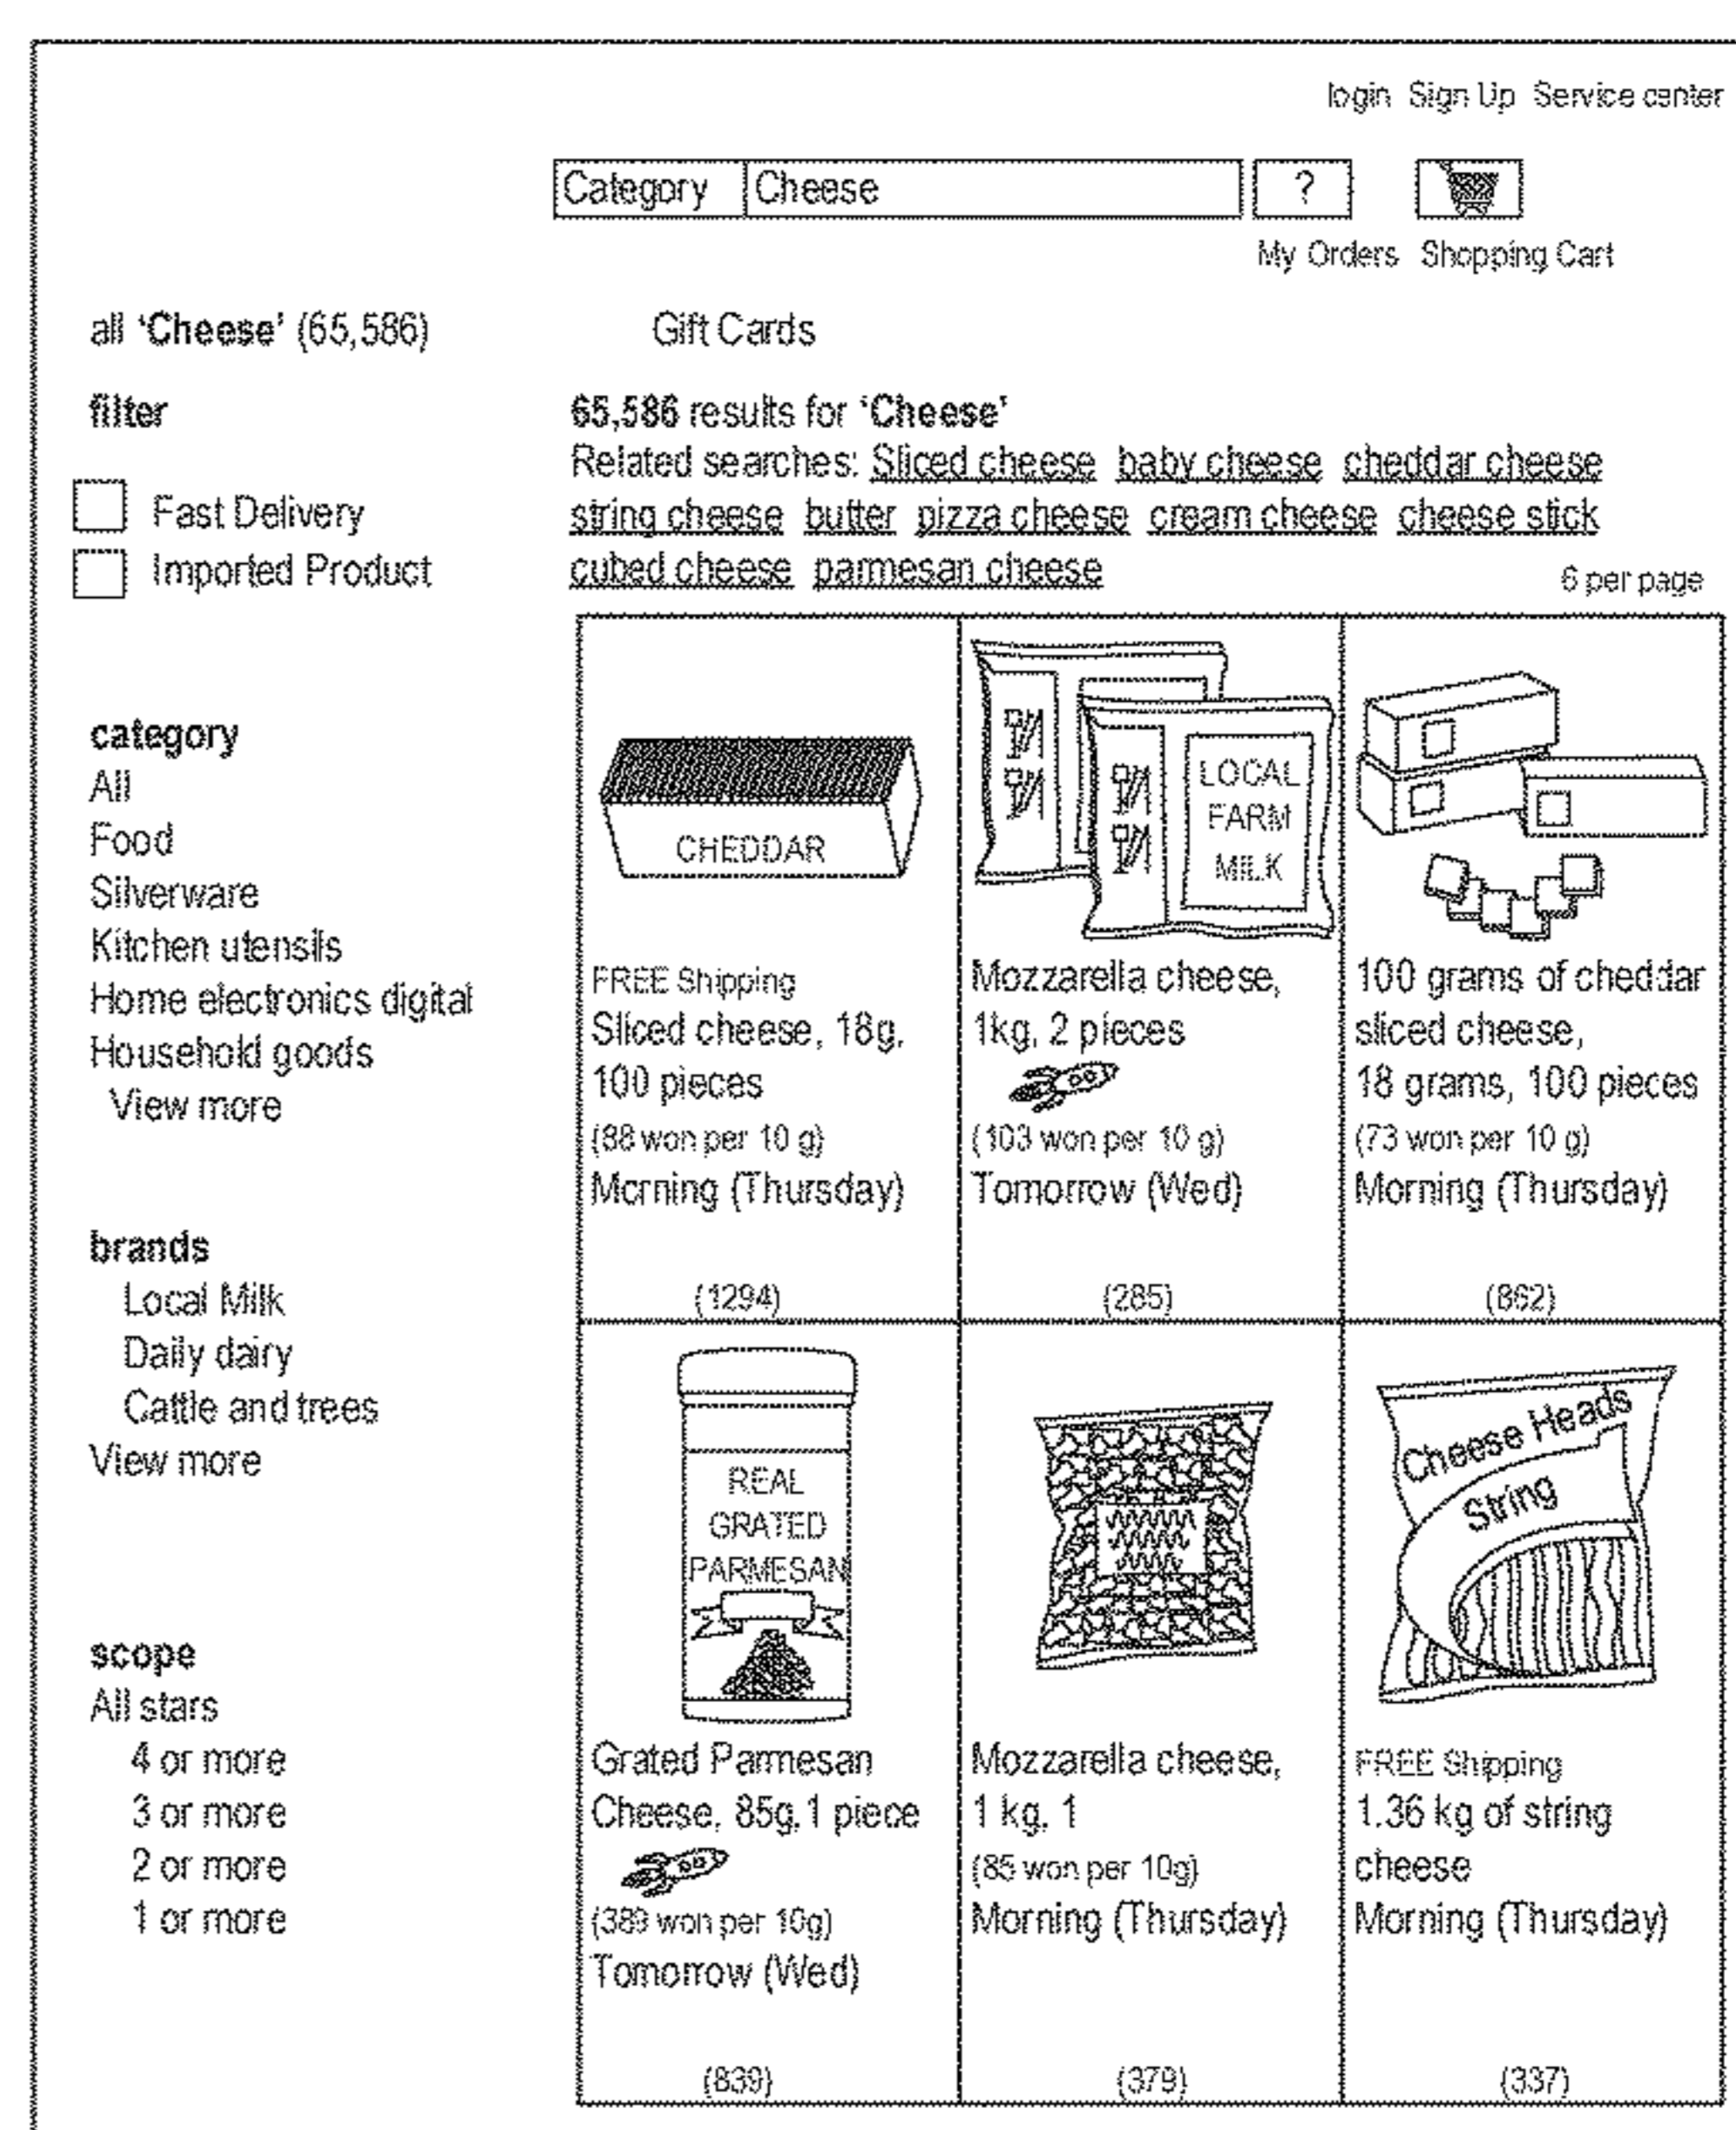 login Sign Up Service center
Category Cheese ?
My Orders Shopping Cart
all ‘Cheese’ (65,586) Gift Cards
filter
Fast Delivery
Imported Product
category
All
Food
Silverware
Kitchen utensils
Home electronics digital
Household goods
View more
brands
Local Milk
Daily dairy
Cattle and trees
View more
scope
All stars
4 or more
3 or more
2 or more
1 or more
65,586 results for ‘Cheese’
Related searches: Sliced cheese baby cheese cheddar cheese
string cheese butter pizza cheese cream cheese cheese stick
cubed cheese parmesan cheese
6 per page
CHEDDAR
FREE Shipping
Sliced cheese, 18g,
100 pieces
(88 won per 10 g)
Morning (Thursday)
(1294)
LOCAL
FARM
MILK
Mozzarella cheese,
1kg, 2 pieces
(103 won per 10 g)
Tomorrow (Wed)
(285)
100 grams of cheddar
sliced cheese,
18 grams, 100 pieces
(73 won per 10 g)
Morning (Thursday)
(862)
REAL
GRATED
PARMESAN
Grated Parmesan
Cheese, 85g, 1 piece
(389 won per 10g)
Tomorrow (Wed)
(839)
Mozzarella cheese,
1 kg, 1
(85 won per 10g)
Morning (Thursday)
(379)
Cheese Heads
String
FREE Shipping
1.36 kg of string
cheese
Morning (Thursday)
(337)